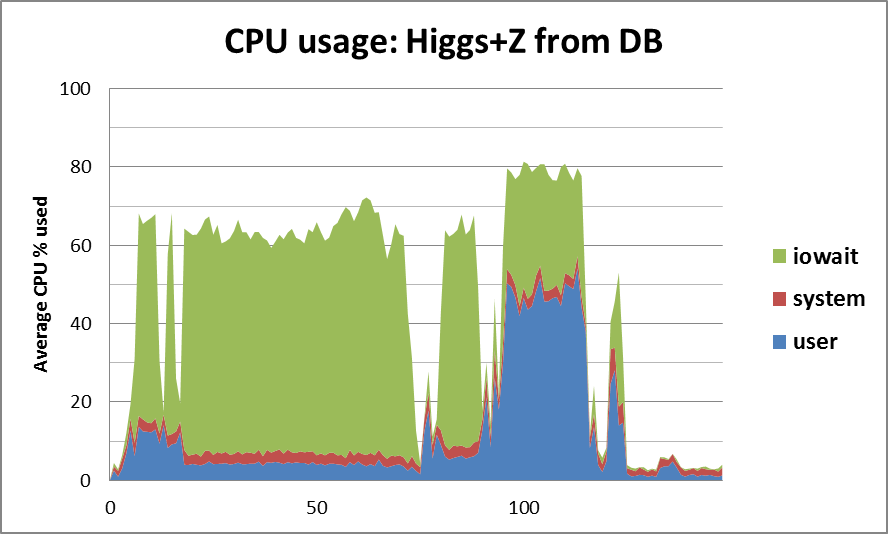 CPU usage: Higgs+Z from DB
Average CPU % used
100
80
60
40
20
0
0
50
100
iowait
system
user